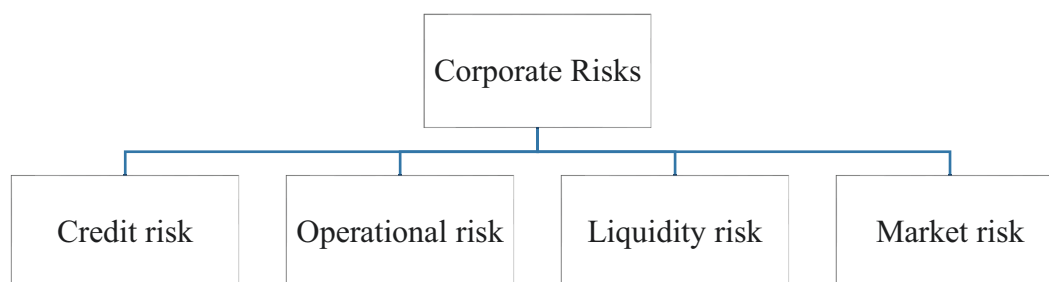 Corporate Risks
Credit risk
Operational risk
Liquidity risk
Market risk